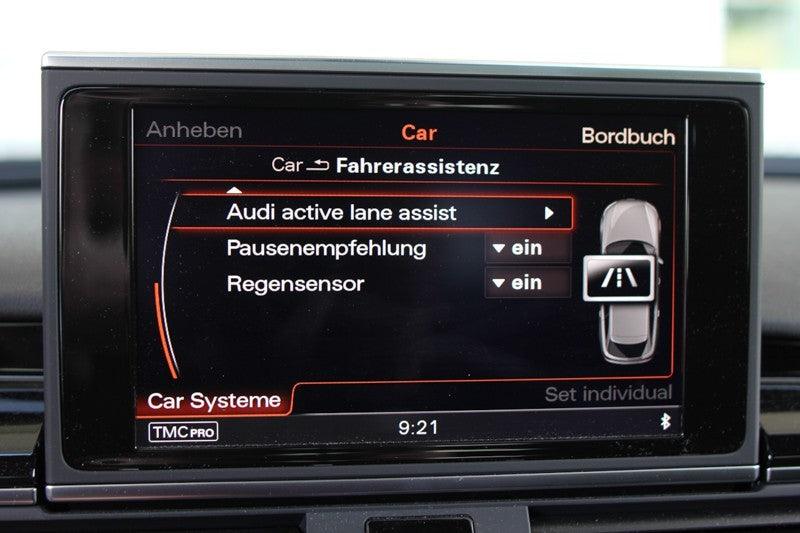 Anheben Car Bordbuch
Car Fahrerassistenz
Audi active lane assist
Pausenempfehlung ein
Regensensor ein
Car Systeme Set individual
TMC PRO 9:21